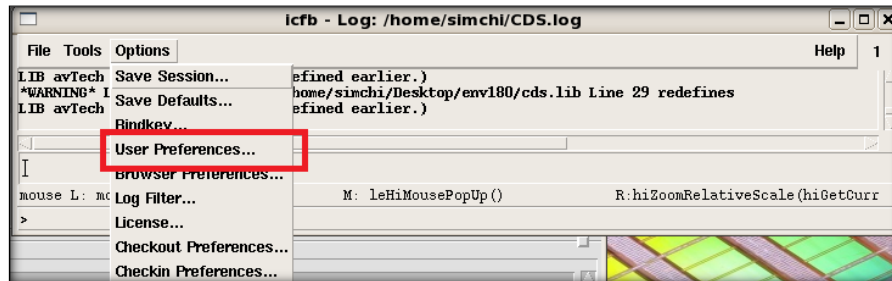 icfb - Log: /home/simchi/CDS.log
File Tools Options Help 1
LIB avTech
efined earlier.)
*WARNING* L
home/simchi/Desktop/env180/cds.lib Line 29 redefines
LIB avTech
efined earlier.)
Save Session...
Save Defaults...
Bindkey...
User Preferences...
Browser Preferences...
Log Filter...
License...
Checkout Preferences...
Checkin Preferences...
mouse L: mo
M: leHiMousePopUp()
R:hiZoomRelativeScale(hiGetCurr
>